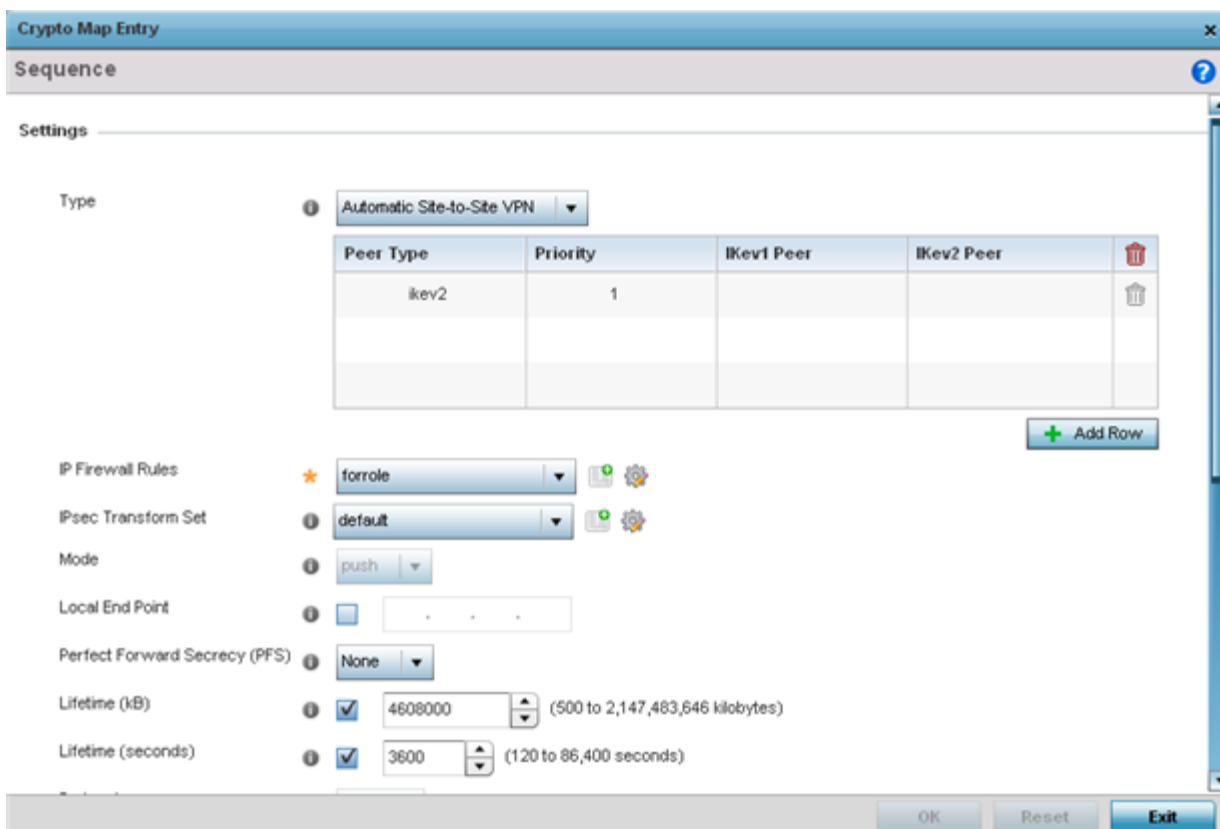 Crypto Map Entry
Sequence
Settings
Type
Automatic Site-to-Site VPN
Peer Type Priority IKev1 Peer IKev2 Peer
ikev2 1
Add Row
IP Firewall Rules
forrole
IPsec Transform Set
default
Mode
push
Local End Point
Perfect Forward Secrecy (PFS)
None
Lifetime (kB)
4608000 (500 to 2,147,483,646 kilobytes)
Lifetime (seconds)
3600 (120 to 86,400 seconds)
OK Reset Exit